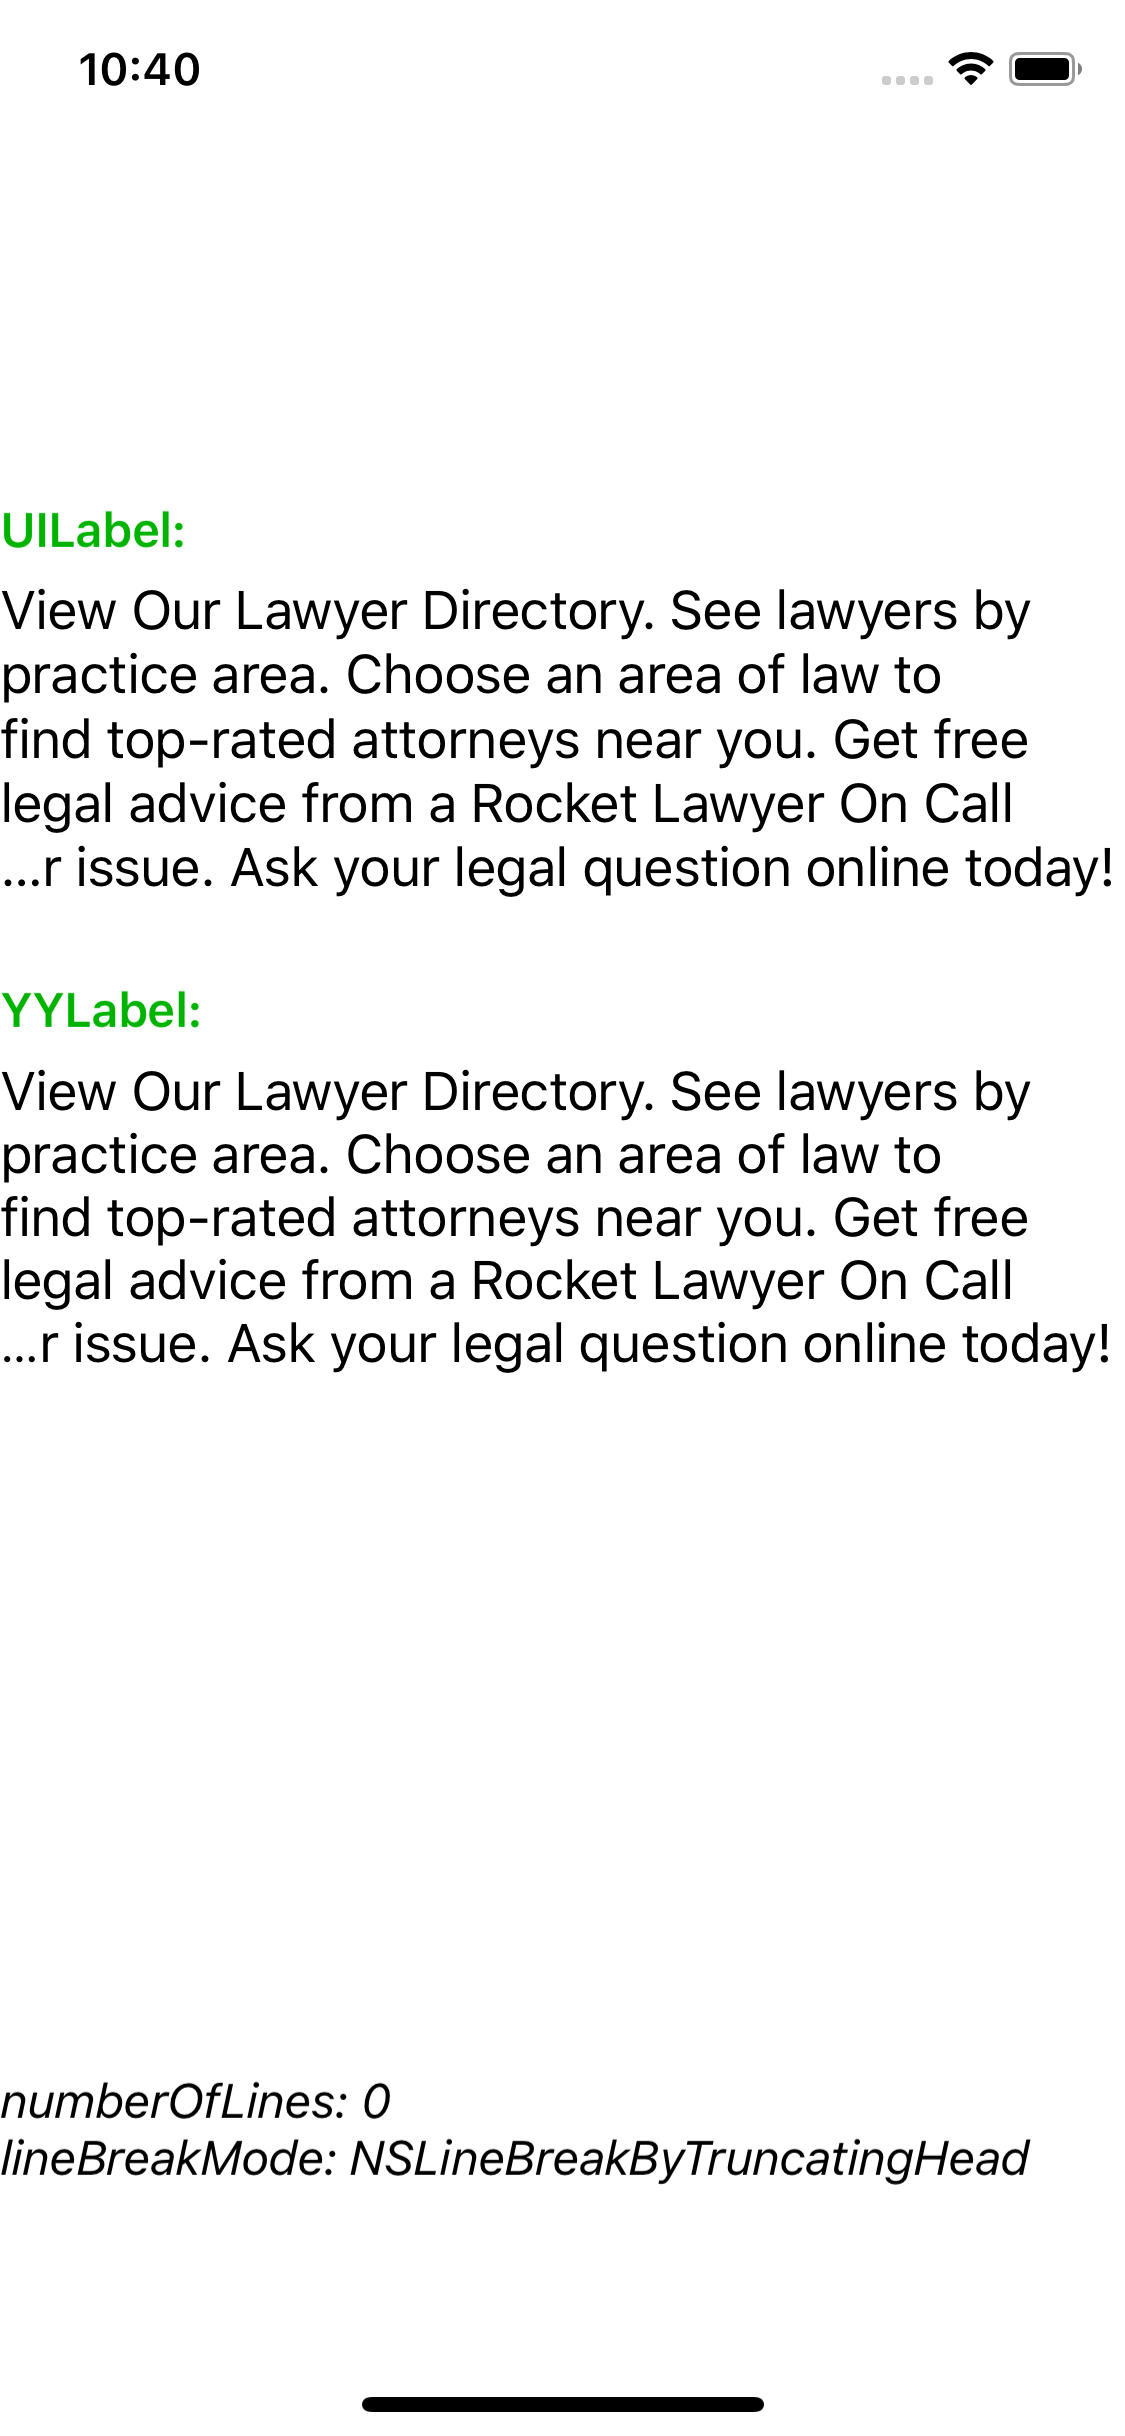 10:40
UILabel:
View Our Lawyer Directory. See lawyers by
practice area. Choose an area of law to
find top-rated attorneys near you. Get free
legal advice from a Rocket Lawyer On Call
...r issue. Ask your legal question online today!
YYLabel:
View Our Lawyer Directory. See lawyers by
practice area. Choose an area of law to
find top-rated attorneys near you. Get free
legal advice from a Rocket Lawyer On Call
...r issue. Ask your legal question online today!
numberOfLines: 0
lineBreakMode: NSLineBreakByTruncatingHead